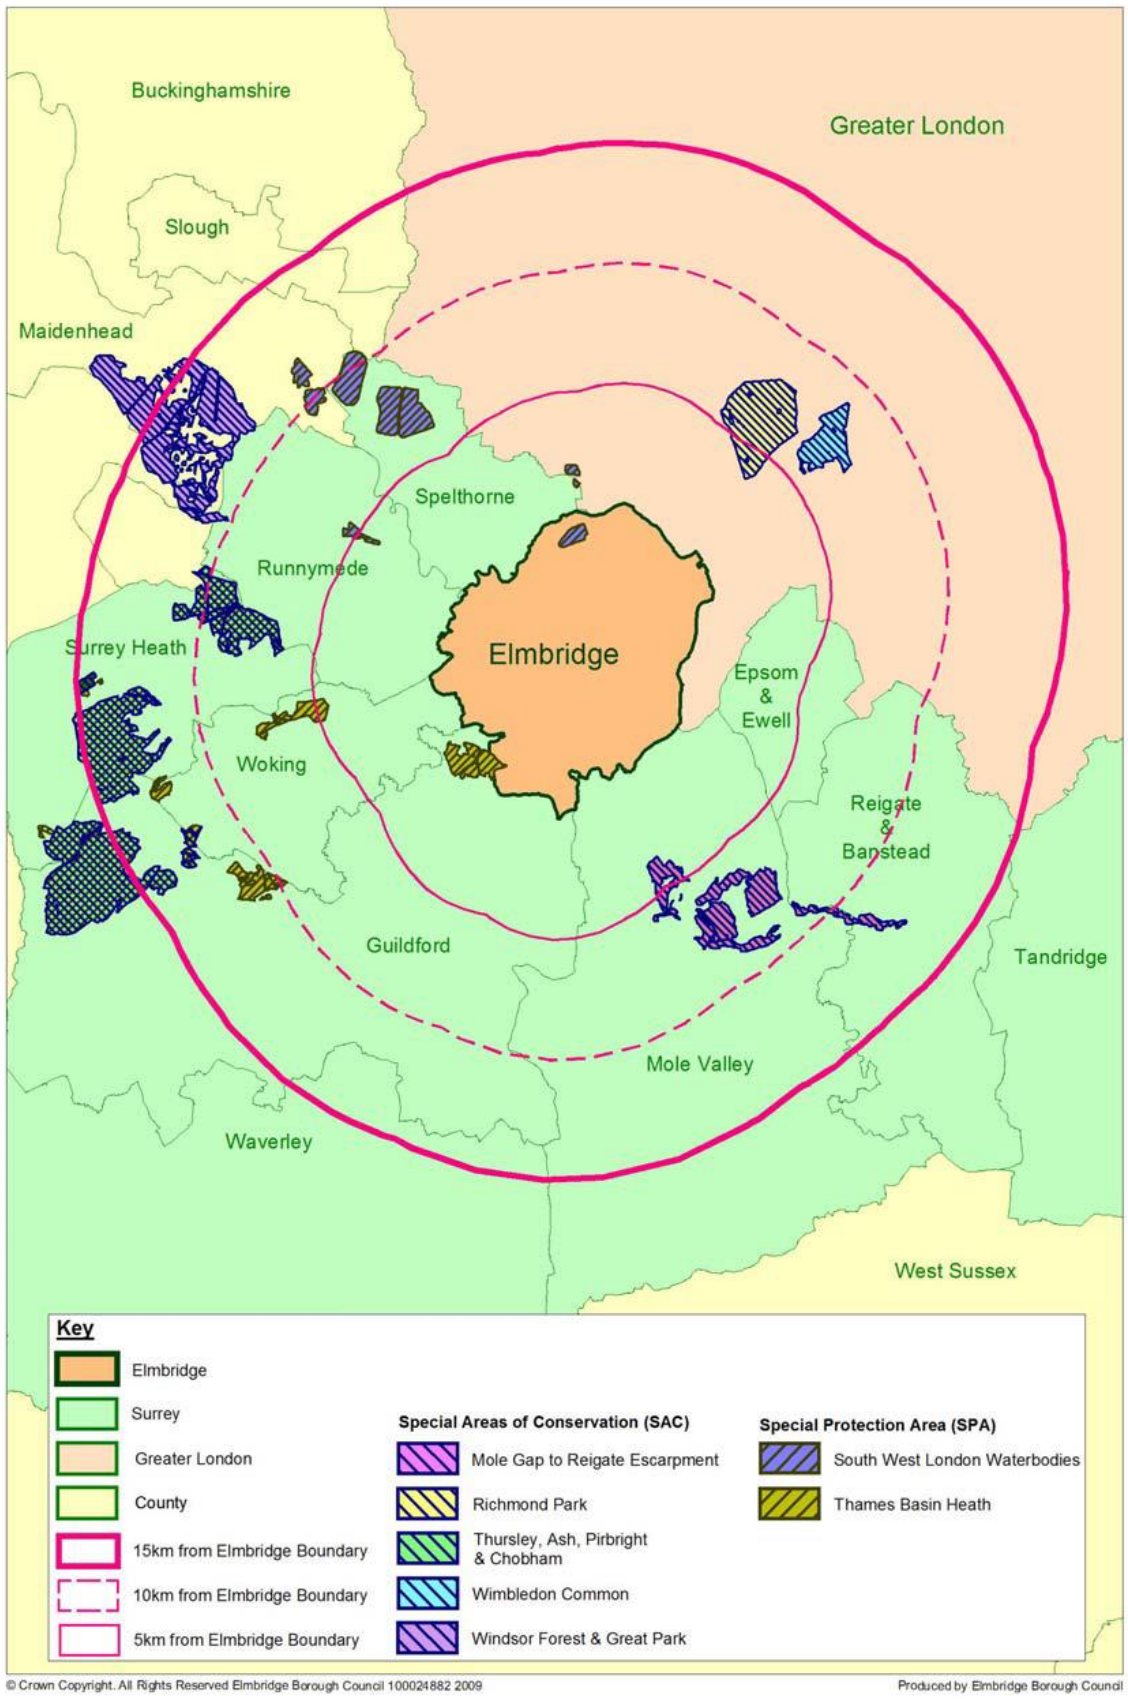 Buckinghamshire
Greater London
Slough
Maidenhead
Spelthorne
Runnymede
Surrey Heath
Elmbridge
Epsom
&
Ewell
Woking
Reigate
&
Banstead
Guildford
Tandridge
Mole Valley
Waverley
West Sussex
Key
Elmbridge
Surrey
Greater London
County
15km from Elmbridge Boundary
10km from Elmbridge Boundary
5km from Elmbridge Boundary
Special Areas of Conservation (SAC)
Mole Gap to Reigate Escarpment
Richmond Park
Thursley, Ash, Pirbright
& Chobham
Wimbledon Common
Windsor Forest & Great Park
Special Protection Area (SPA)
South West London Waterbodies
Thames Basin Heath
© Crown Copyright. All Rights Reserved Elmbridge Borough Council 100024882 2009
Produced by Elmbridge Borough Council